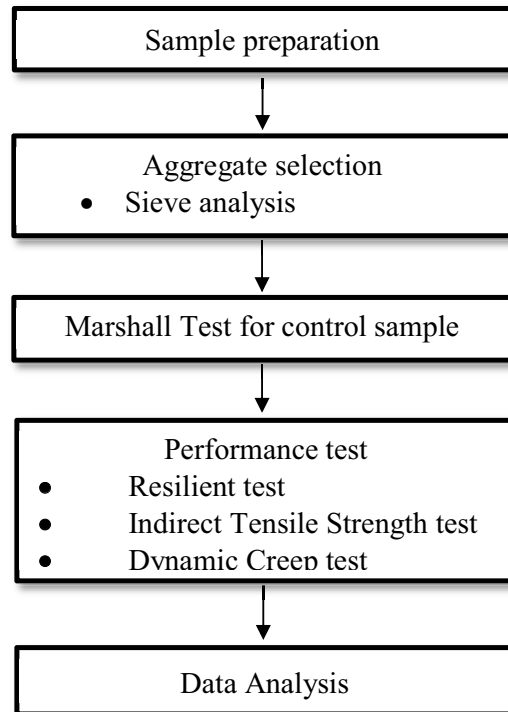 Sample preparation
Aggregate selection
• Sieve analysis
Marshall Test for control sample
Performance test
• Resilient test
• Indirect Tensile Strength test
• Dynamic Creep test
Data Analysis